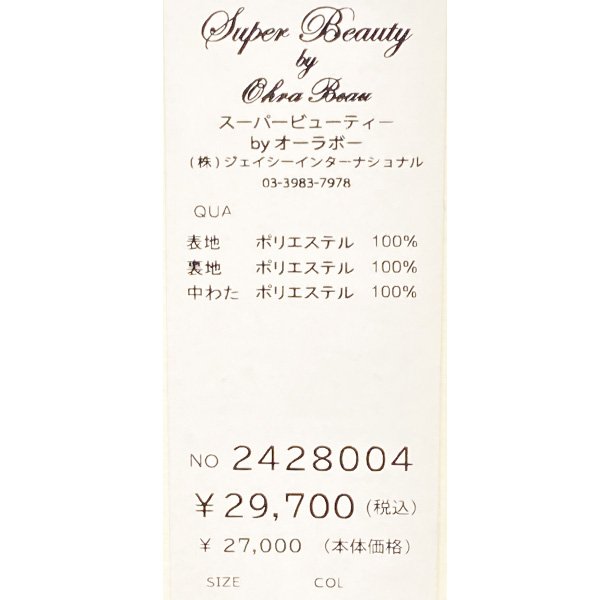 Super Beauty
by
Ohra Beau
スーパービューティー
by オーラボー
(株)ジェイシーインターナショナル
03-3983-7978
QUA
表地 ポリエステル 100%
裏地 ポリエステル 100%
中わた ポリエステル 100%
NO 2428004
¥29,700 (税込)
¥ 27,000 (本体価格)
SIZE COL